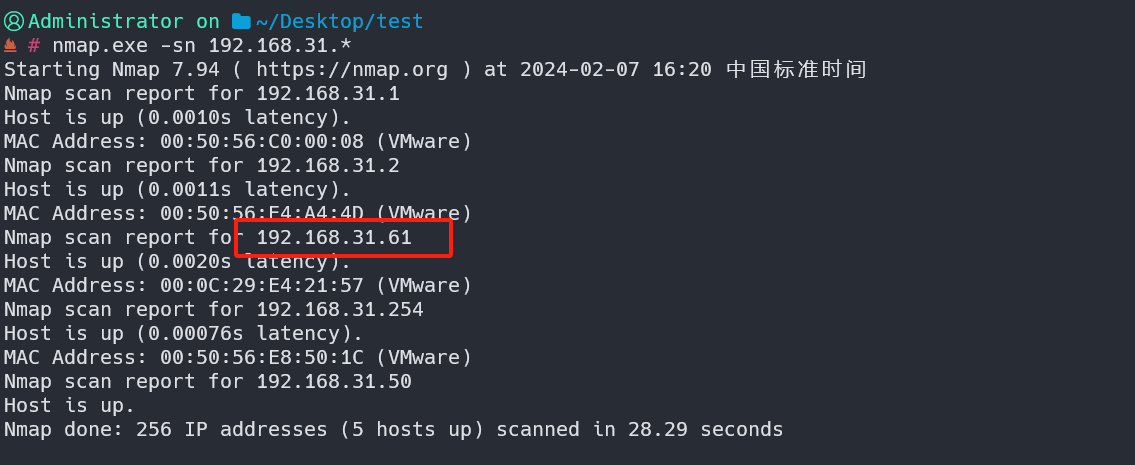 Administrator on ~/Desktop/test
# nmap.exe -sn 192.168.31.*
Starting Nmap 7.94 ( https://nmap.org ) at 2024-02-07 16:20 中国标准时间
Nmap scan report for 192.168.31.1
Host is up (0.0010s latency).
MAC Address: 00:50:56:C0:00:08 (VMware)
Nmap scan report for 192.168.31.2
Host is up (0.0011s latency).
MAC Address: 00:50:56:E4:A4:4D (VMware)
Nmap scan report for 192.168.31.61
Host is up (0.0020s latency).
MAC Address: 00:0C:29:E4:21:57 (VMware)
Nmap scan report for 192.168.31.254
Host is up (0.00076s latency).
MAC Address: 00:50:56:E8:50:1C (VMware)
Nmap scan report for 192.168.31.50
Host is up.
Nmap done: 256 IP addresses (5 hosts up) scanned in 28.29 seconds